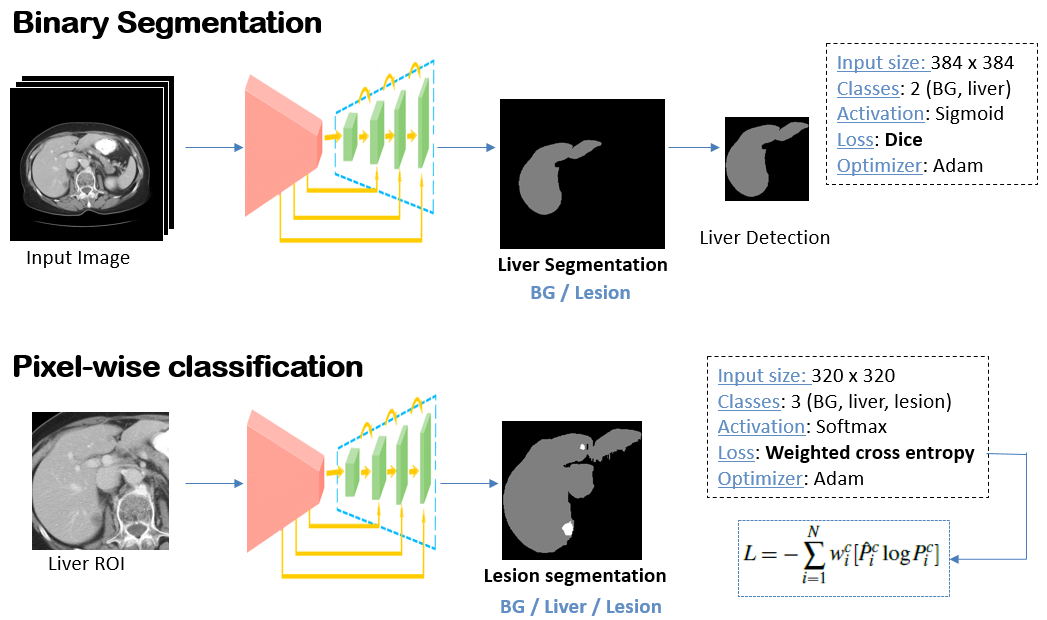 Binary Segmentation
Input size: 384 x 384
Classes: 2 (BG, liver)
Activation: Sigmoid
Loss: Dice
Optimizer: Adam
Input Image
Liver Segmentation
BG / Lesion
Liver Detection
Pixel-wise classification
Input size: 320 x 320
Classes: 3 (BG, liver, lesion)
Activation: Softmax
Loss: Weighted cross entropy
Optimizer: Adam
Liver ROI
Lesion segmentation
BG / Liver / Lesion
L = − ∑_{i=1}^{N} w_i^c [P̂_i^c log P_i^c]